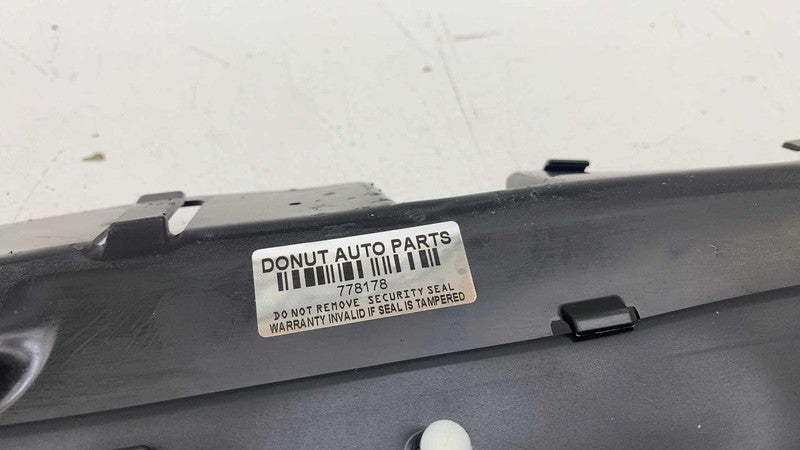 DONUT AUTO PARTS
778178
DO NOT REMOVE SECURITY SEAL
WARRANTY INVALID IF SEAL IS TAMPERED